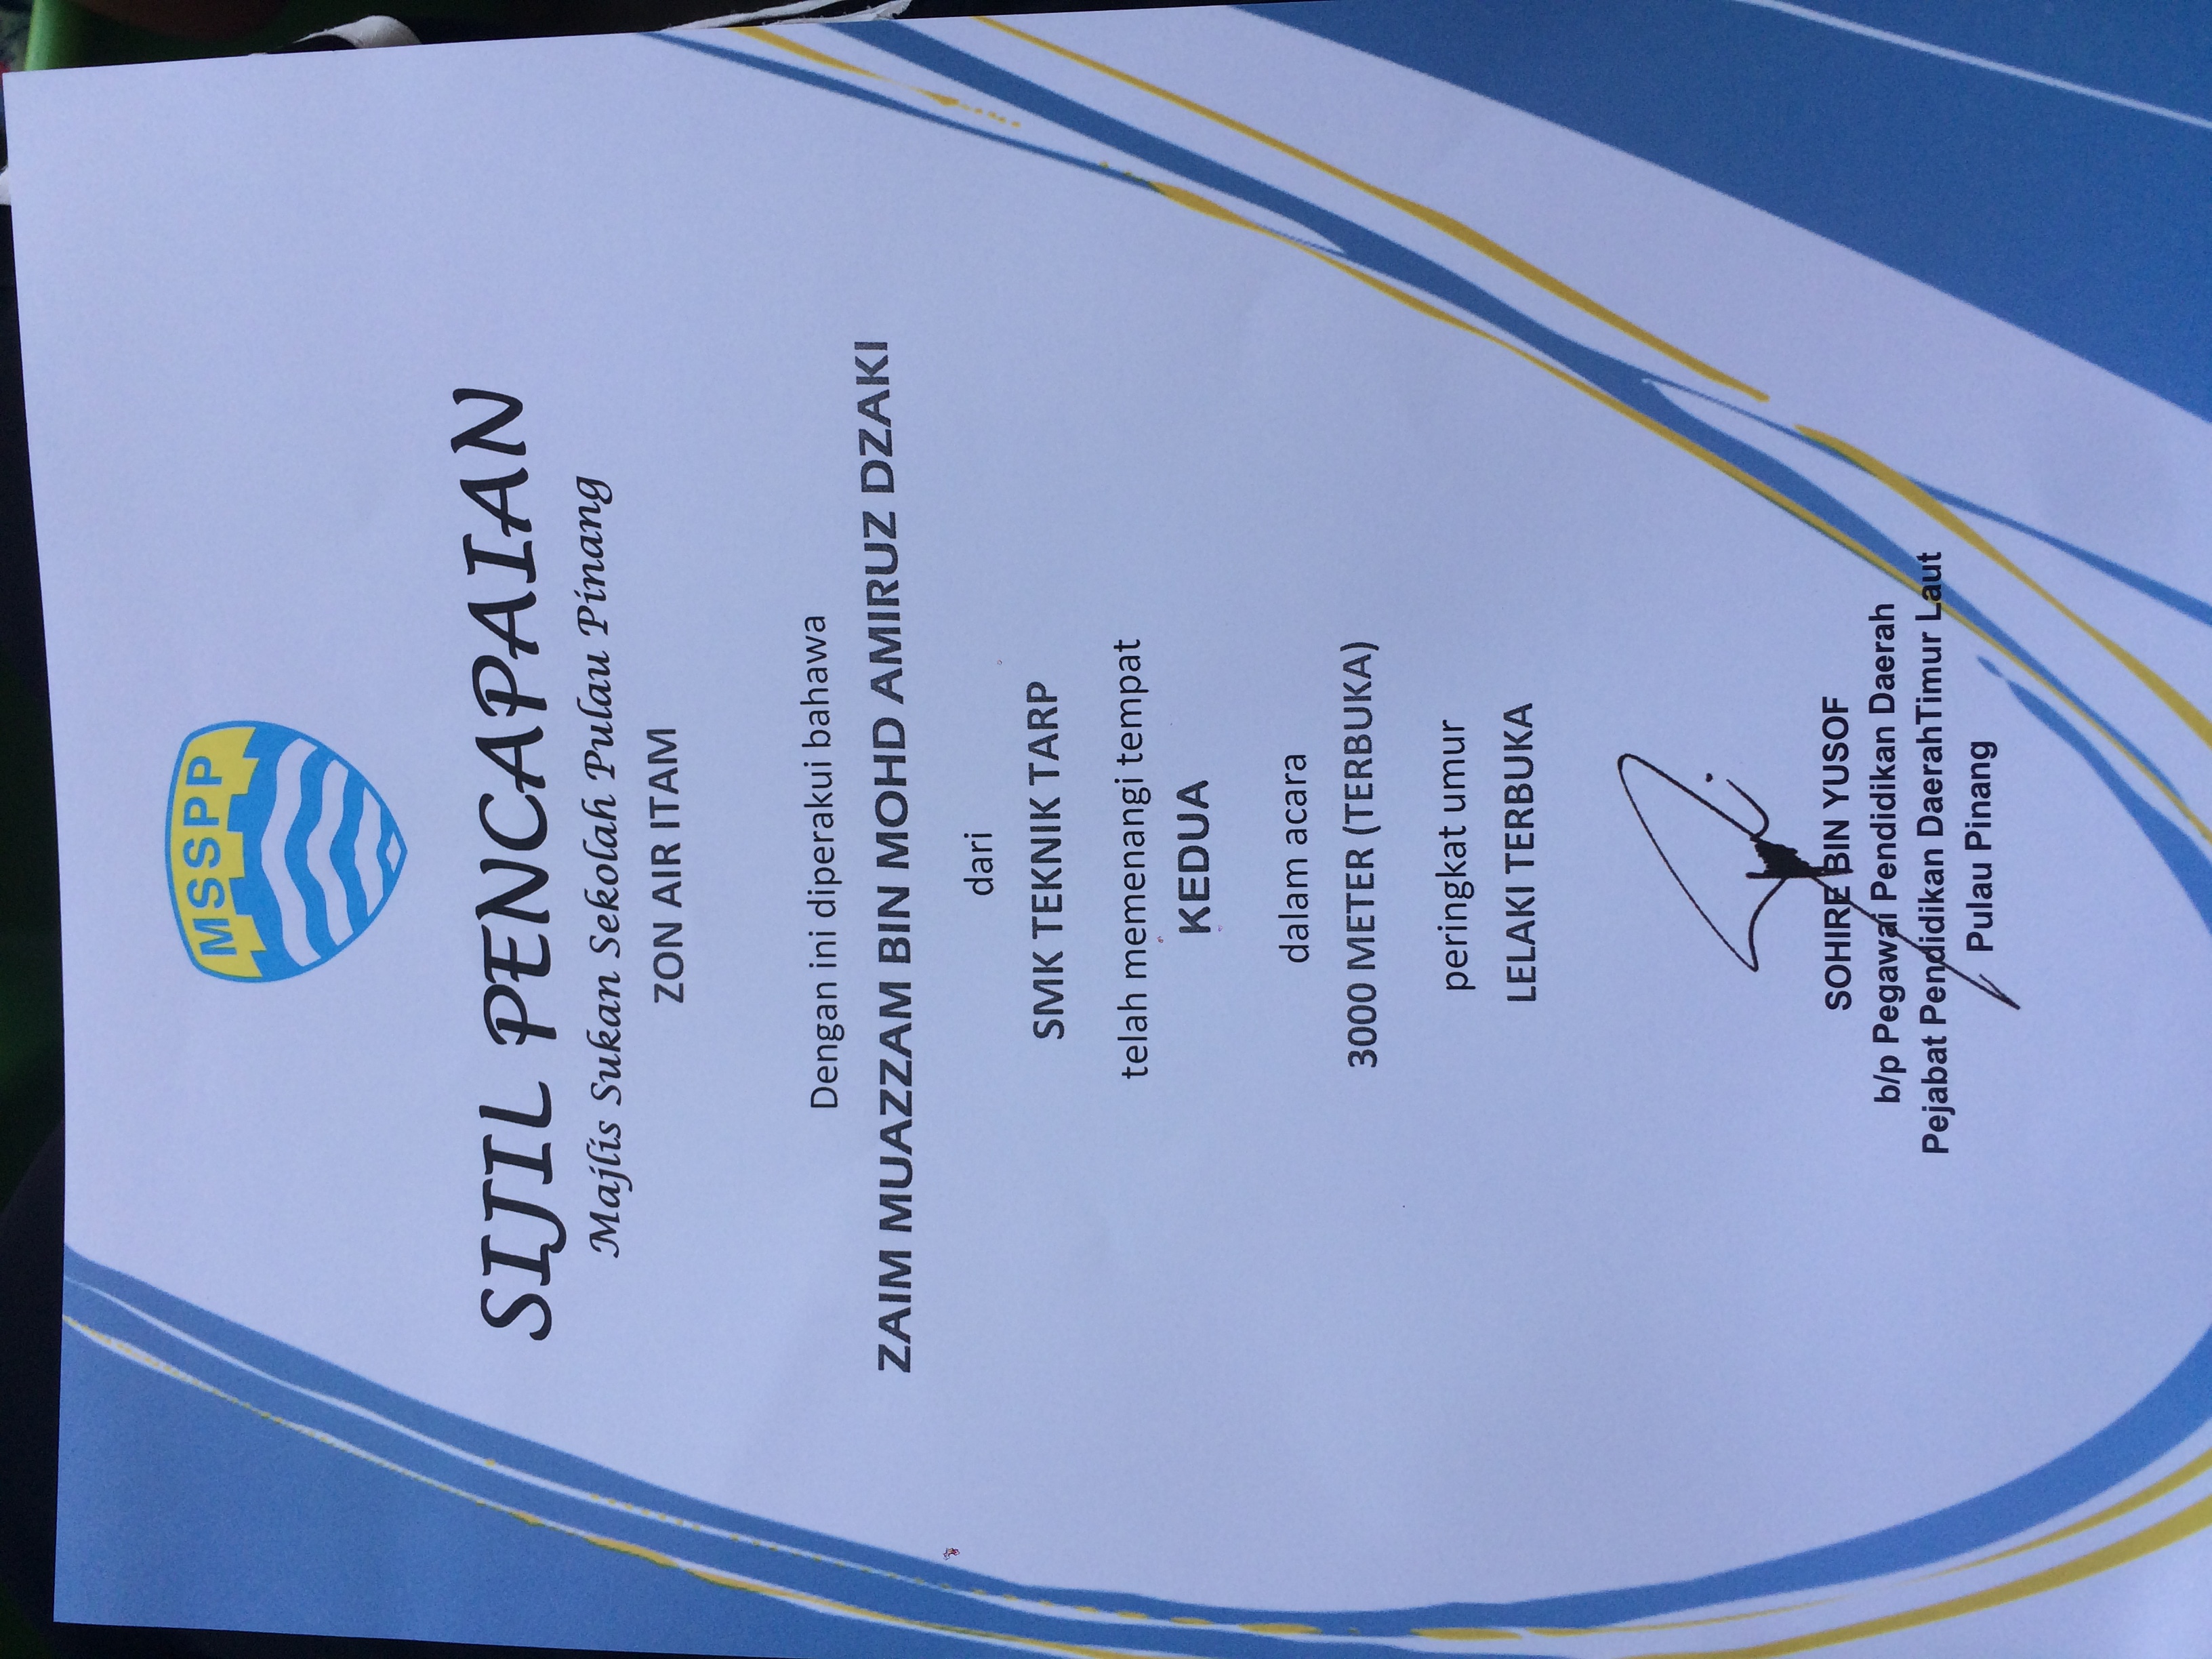 MSSPP
SIJIL PENCAPAIAN
Majlis Sukan Sekolah Pulau Pinang
ZON AIR ITAM
Dengan ini diperakui bahawa
ZAIM MUAZZAM BIN MOHD AMIRUZ DZAKI
dari
SMK TEKNIK TARP
telah memenangi tempat
KEDUA
dalam acara
3000 METER (TERBUKA)
peringkat umur
LELAKI TERBUKA
SOHIRE BIN YUSOF
b/p Pegawai Pendidikan Daerah
Pejabat Pendidikan DaerahTimur Laut
Pulau Pinang